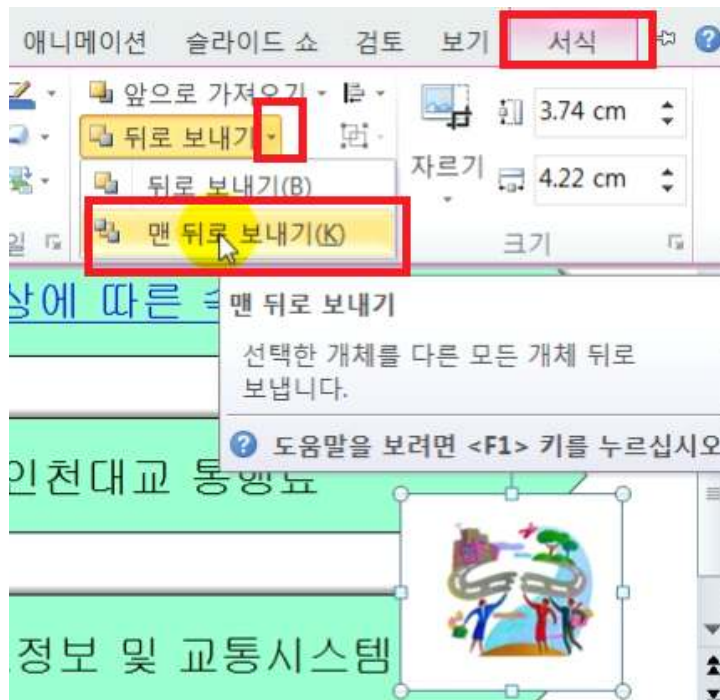 애니메이션 슬라이드 쇼 검토 보기 서식
앞으로 가져오기
뒤로 보내기
뒤로 보내기(B)
맨 뒤로 보내기(K)
자르기
3.74 cm
4.22 cm
크기
상에 따른
맨 뒤로 보내기
선택한 개체를 다른 모든 개체 뒤로
보냅니다.
도움말을 보려면 <F1> 키를 누르십시오
인천대교 통행료
정보 및 교통시스템